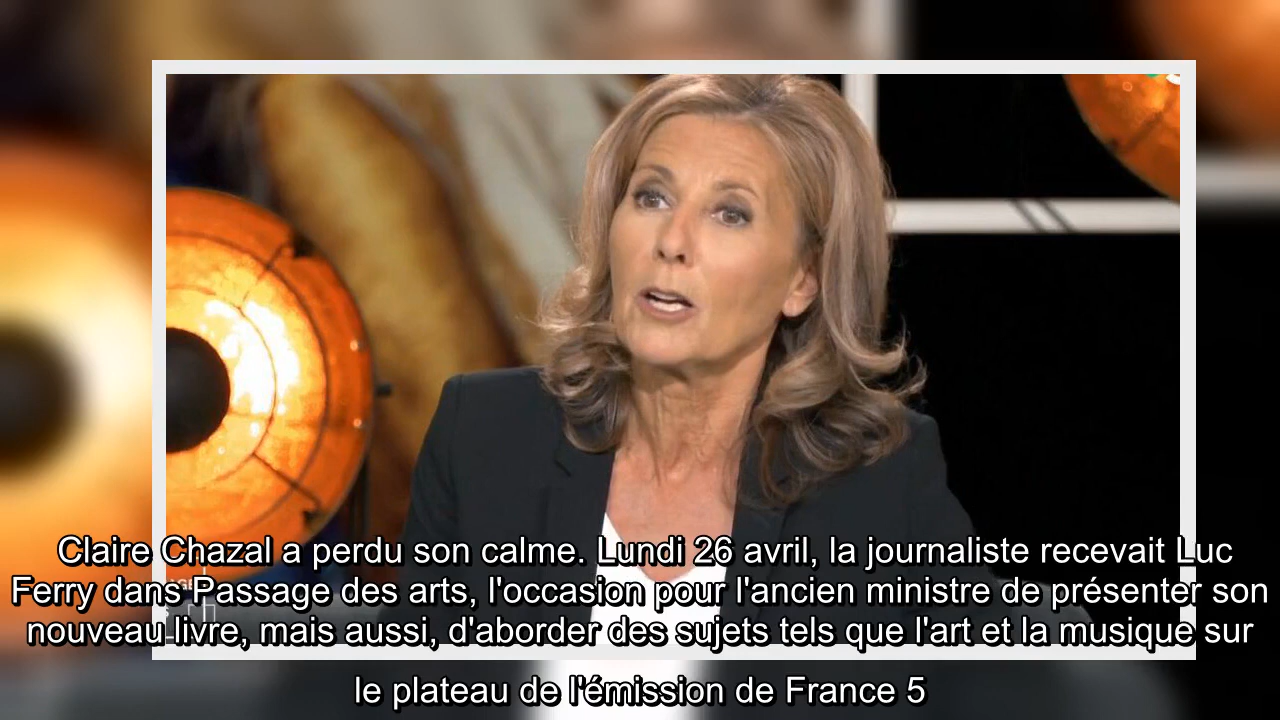 Claire Chazal a perdu son calme. Lundi 26 avril, la journaliste recevait Luc
Ferry dans Passage des arts, l'occasion pour l'ancien ministre de présenter son
nouveau livre, mais aussi, d'aborder des sujets tels que l'art et la musique sur
le plateau de l'émission de France 5